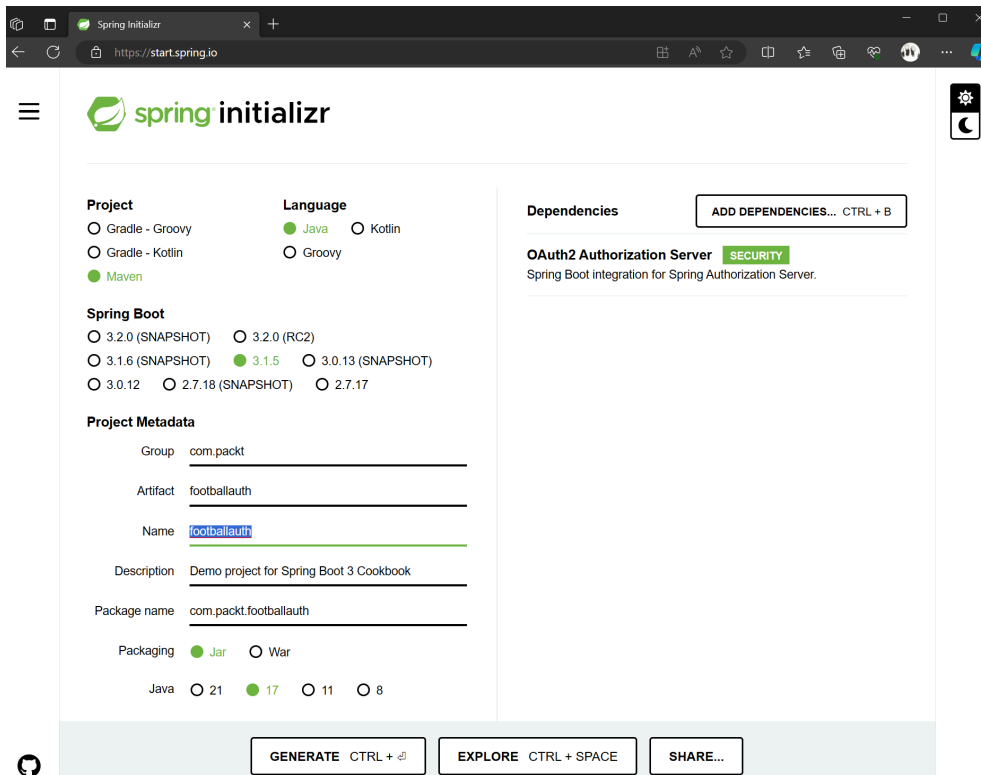 Spring Initializr
https://start.spring.io
spring initializr
Project
Gradle - Groovy
Gradle - Kotlin
Maven
Language
Java Kotlin
Groovy
Spring Boot
3.2.0 (SNAPSHOT) 3.2.0 (RC2)
3.1.6 (SNAPSHOT) 3.1.5 3.0.13 (SNAPSHOT)
3.0.12 2.7.18 (SNAPSHOT) 2.7.17
Project Metadata
Group com.packt
Artifact footballauth
Name footballauth
Description Demo project for Spring Boot 3 Cookbook
Package name com.packt.footballauth
Packaging Jar War
Java 21 17 11 8
Dependencies ADD DEPENDENCIES... CTRL + B
OAuth2 Authorization Server SECURITY
Spring Boot integration for Spring Authorization Server.
GENERATE CTRL + ⏎ EXPLORE CTRL + SPACE SHARE...